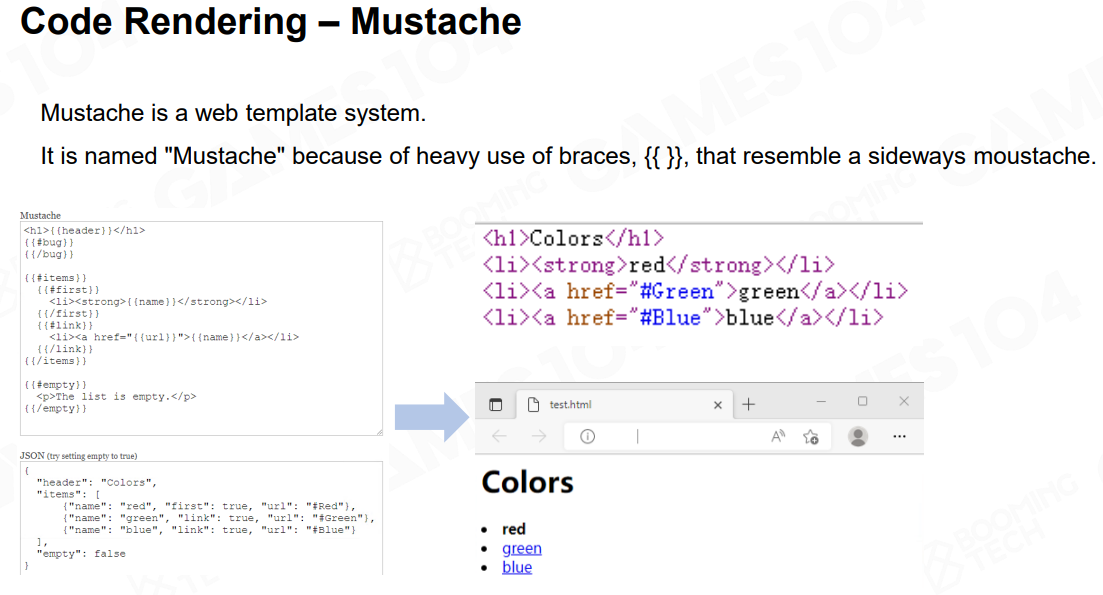 Code Rendering – Mustache
Mustache is a web template system.
It is named "Mustache" because of heavy use of braces, {{ }}, that resemble a sideways moustache.
Mustache
<h1>{{header}}</h1>
{{#bug}}
{{/bug}}
{{#items}}
{{#first}}
<li><strong>{{name}}</strong></li>
{{/first}}
{{#link}}
<li><a href="{{url}}">{{name}}</a></li>
{{/link}}
{{/items}}
{{#empty}}
<p>The list is empty.</p>
{{/empty}}
JSON (try setting empty to true)
{
"header": "Colors",
"items": [
{"name": "red", "first": true, "url": "#Red"},
{"name": "green", "link": true, "url": "#Green"},
{"name": "blue", "link": true, "url": "#Blue"}
],
"empty": false
}
<h1>Colors</h1>
<li><strong>red</strong></li>
<li><a href="#Green">green</a></li>
<li><a href="#Blue">blue</a></li>
test.html
Colors
red
green
blue
GAMES104
BOOMING
TECH